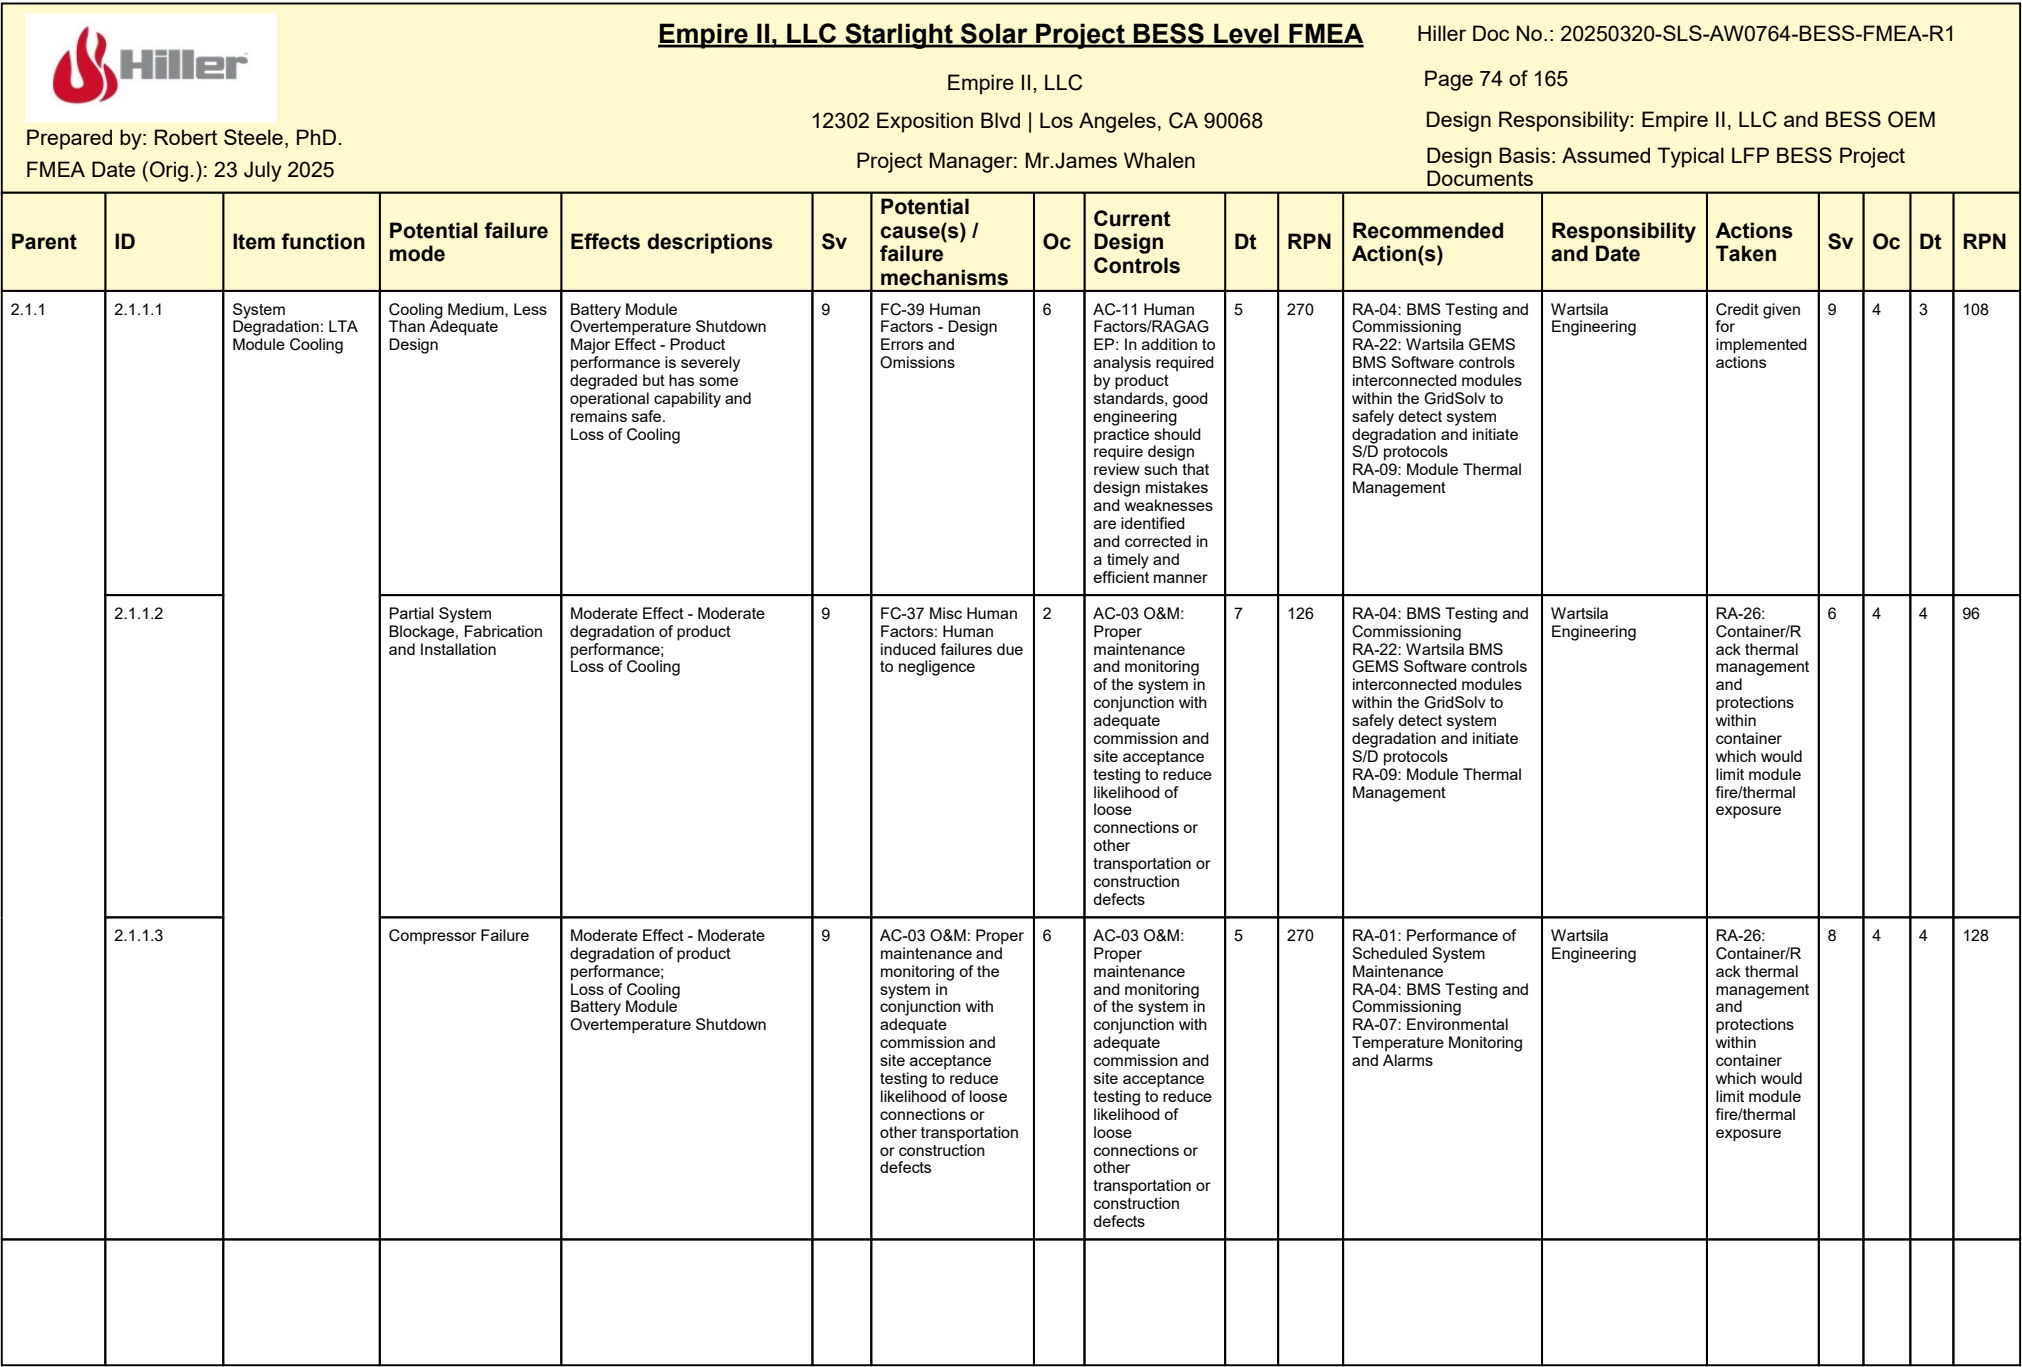 Hiller
Prepared by: Robert Steele, PhD.
FMEA Date (Orig.): 23 July 2025
Empire II, LLC Starlight Solar Project BESS Level FMEA
Empire II, LLC
12302 Exposition Blvd | Los Angeles, CA 90068
Project Manager: Mr.James Whalen
Hiller Doc No.: 20250320-SLS-AW0764-BESS-FMEA-R1
Page 74 of 165
Design Responsibility: Empire II, LLC and BESS OEM
Design Basis: Assumed Typical LFP BESS Project
Documents
Parent
ID
Item function
Potential failure
mode
Effects descriptions
Sv
Potential
cause(s) /
failure
mechanisms
Oc
Current
Design
Controls
Dt
RPN
Recommended
Action(s)
Responsibility
and Date
Actions
Taken
Sv
Oc
Dt
RPN
2.1.1
2.1.1.1
System
Degradation: LTA
Module Cooling
Cooling Medium, Less
Than Adequate
Design
Battery Module
Overtemperature Shutdown
Major Effect - Product
performance is severely
degraded but has some
operational capability and
remains safe.
Loss of Cooling
9
FC-39 Human
Factors - Design
Errors and
Omissions
6
AC-11 Human
Factors/RAGAG
EP: In addition to
analysis required
by product
standards, good
engineering
practice should
require design
review such that
design mistakes
and weaknesses
are identified
and corrected in
a timely and
efficient manner
5
270
RA-04: BMS Testing and
Commissioning
RA-22: Wartsila GEMS
BMS Software controls
interconnected modules
within the GridSolv to
safely detect system
degradation and initiate
S/D protocols
RA-09: Module Thermal
Management
Wartsila
Engineering
Credit given
for
implemented
actions
9
4
3
108
2.1.1.2
Partial System
Blockage, Fabrication
and Installation
Moderate Effect - Moderate
degradation of product
performance;
Loss of Cooling
9
FC-37 Misc Human
Factors: Human
induced failures due
to negligence
2
AC-03 O&M:
Proper
maintenance
and monitoring
of the system in
conjunction with
adequate
commission and
site acceptance
testing to reduce
likelihood of
loose
connections or
other
transportation or
construction
defects
7
126
RA-04: BMS Testing and
Commissioning
RA-22: Wartsila BMS
GEMS Software controls
interconnected modules
within the GridSolv to
safely detect system
degradation and initiate
S/D protocols
RA-09: Module Thermal
Management
Wartsila
Engineering
RA-26:
Container/R
ack thermal
management
and
protections
within
container
which would
limit module
fire/thermal
exposure
6
4
4
96
2.1.1.3
Compressor Failure
Moderate Effect - Moderate
degradation of product
performance;
Loss of Cooling
Battery Module
Overtemperature Shutdown
9
AC-03 O&M: Proper
maintenance and
monitoring of the
system in
conjunction with
adequate
commission and
site acceptance
testing to reduce
likelihood of loose
connections or
other transportation
or construction
defects
6
AC-03 O&M:
Proper
maintenance
and monitoring
of the system in
conjunction with
adequate
commission and
site acceptance
testing to reduce
likelihood of
loose
connections or
other
transportation or
construction
defects
5
270
RA-01: Performance of
Scheduled System
Maintenance
RA-04: BMS Testing and
Commissioning
RA-07: Environmental
Temperature Monitoring
and Alarms
Wartsila
Engineering
RA-26:
Container/R
ack thermal
management
and
protections
within
container
which would
limit module
fire/thermal
exposure
8
4
4
128